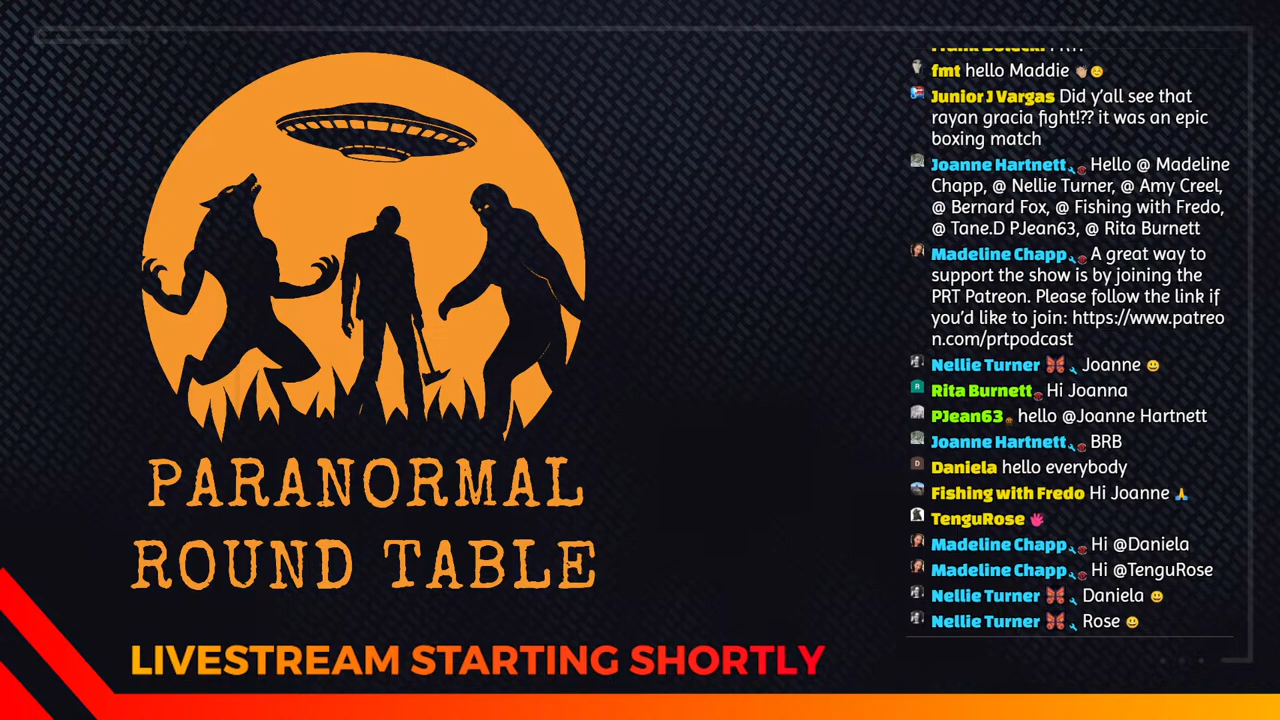 PARANORMAL
ROUND TABLE
LIVESTREAM STARTING SHORTLY
fmt hello Maddie 👏🏼😊
Junior J Vargas Did y’all see that
rayan gracia fight!?? it was an epic
boxing match
Joanne Hartnett Hello @ Madeline
Chapp, @ Nellie Turner, @ Amy Creel,
@ Bernard Fox, @ Fishing with Fredo,
@ Tane.D PJean63, @ Rita Burnett
Madeline Chapp A great way to
support the show is by joining the
PRT Patreon. Please follow the link if
you’d like to join: https://www.patreo
n.com/prtpodcast
Nellie Turner 🦋 Joanne 😃
R
Rita Burnett Hi Joanna
PJean63 hello @Joanne Hartnett
Joanne Hartnett BRB
D
Daniela hello everybody
Fishing with Fredo Hi Joanne 🙏
TenguRose
Madeline Chapp Hi @Daniela
Madeline Chapp Hi @TenguRose
Nellie Turner 🦋 Daniela 😃
Nellie Turner 🦋 Rose 😃